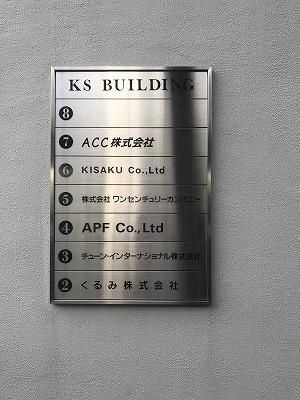 KS BUILDING
8
7 ACC株式会社
6 KISAKU Co.,Ltd
5 株式会社 ワンセンチュリーカンパニー
4 APF Co.,Ltd
3 チューン・インターナショナル株式会社
2 くるみ株式会社